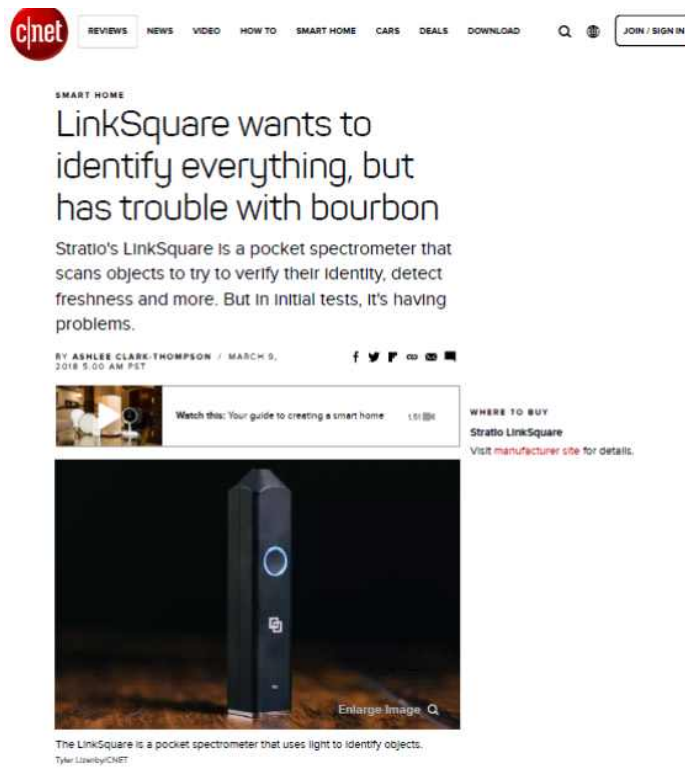 c|net
REVIEWS NEWS VIDEO HOW TO SMART HOME CARS DEALS DOWNLOAD JOIN / SIGN IN
SMART HOME
LinkSquare wants to
identify everything, but
has trouble with bourbon
Stratio's LinkSquare is a pocket spectrometer that
scans objects to try to verify their identity, detect
freshness and more. But in initial tests, it's having
problems.
BY ASHLEE CLARK-THOMPSON / MARCH 9,
2018 5:00 AM PST
Watch this: Your guide to creating a smart home 1:51
WHERE TO BUY
Stratio LinkSquare
Visit manufacturer site for details.
Enlarge Image
The LinkSquare is a pocket spectrometer that uses light to identify objects.
Tyler Lizenby/CNET